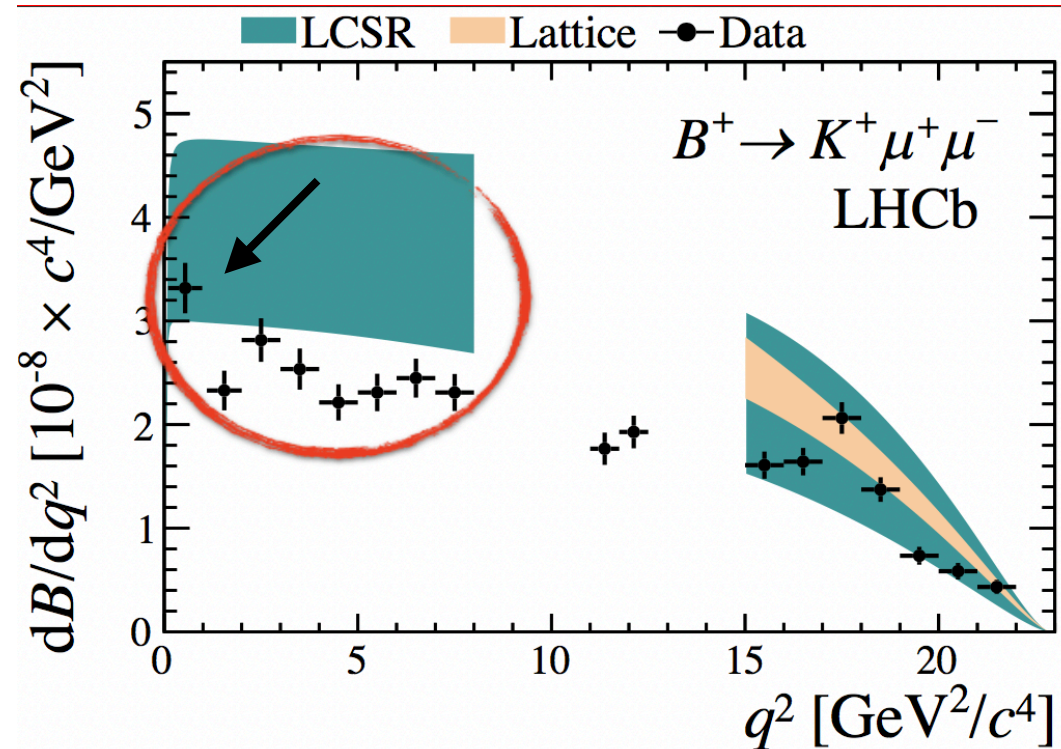 LCSR Lattice Data
B⁺ → K⁺ μ⁺ μ⁻
LHCb
dB/dq² [10⁻⁸ × c⁴/GeV²]
5
4
3
2
1
0
0 5 10 15 20
q² [GeV²/c⁴]